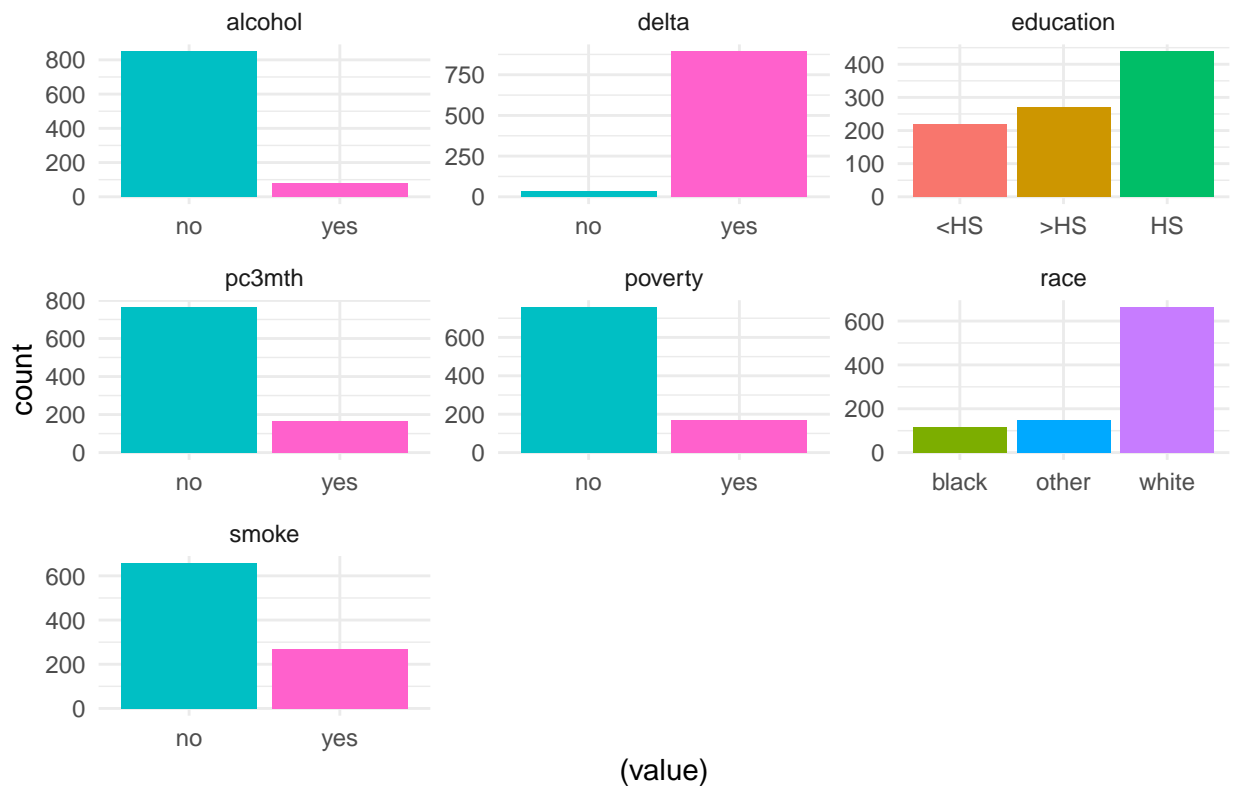 alcohol
delta
education
800
600
400
200
0
no
yes
750
500
250
0
no
yes
400
300
200
100
0
<HS
>HS
HS
count
pc3mth
poverty
race
800
600
400
200
0
no
yes
600
400
200
0
no
yes
600
400
200
0
black
other
white
smoke
600
400
200
0
no
yes
(value)